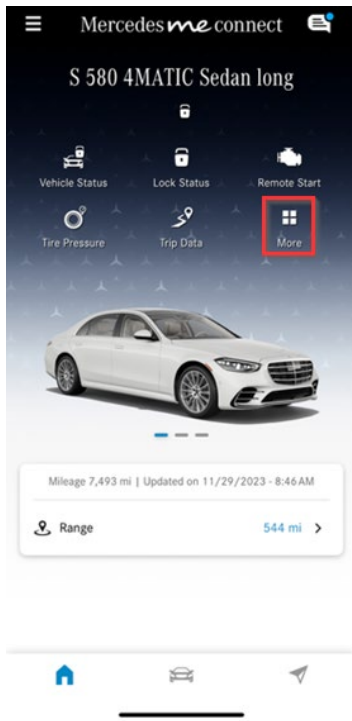 Mercedes me connect
S 580 4MATIC Sedan long
Vehicle Status Lock Status Remote Start
Tire Pressure Trip Data More
Mileage 7,493 mi | Updated on 11/29/2023 - 8:46 AM
Range 544 mi